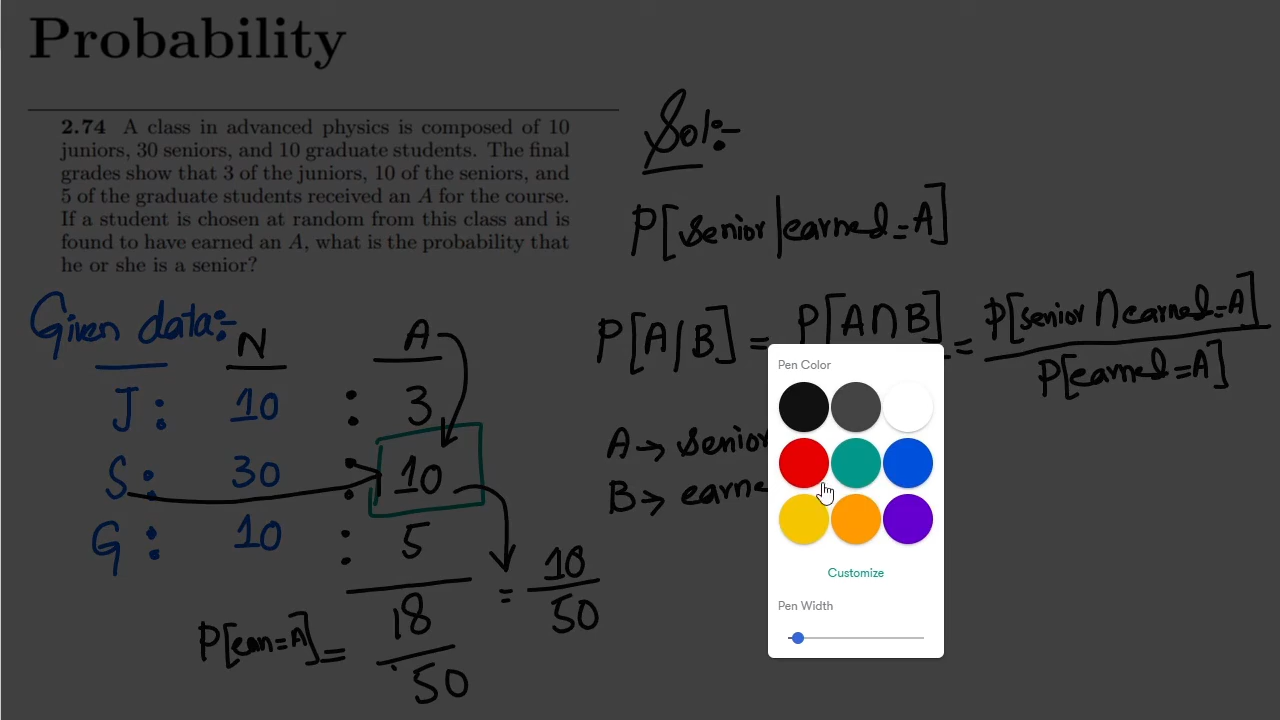 Probability
2.74 A class in advanced physics is composed of 10
juniors, 30 seniors, and 10 graduate students. The final
grades show that 3 of the juniors, 10 of the seniors, and
5 of the graduate students received an A for the course.
If a student is chosen at random from this class and is
found to have earned an A, what is the probability that
he or she is a senior?
Sol:-
P[senior|earned=A]
P[A|B] = P[A∩B] = P[senior ∩ earned=A]
P[earned=A]
A → senior
B → earne
Given data:-
N A
J: 10 : 3
S: 30 : 10
G: 10 : 5
P[ean=A] = 18
50
= 10
50
Pen Color
Customize
Pen Width